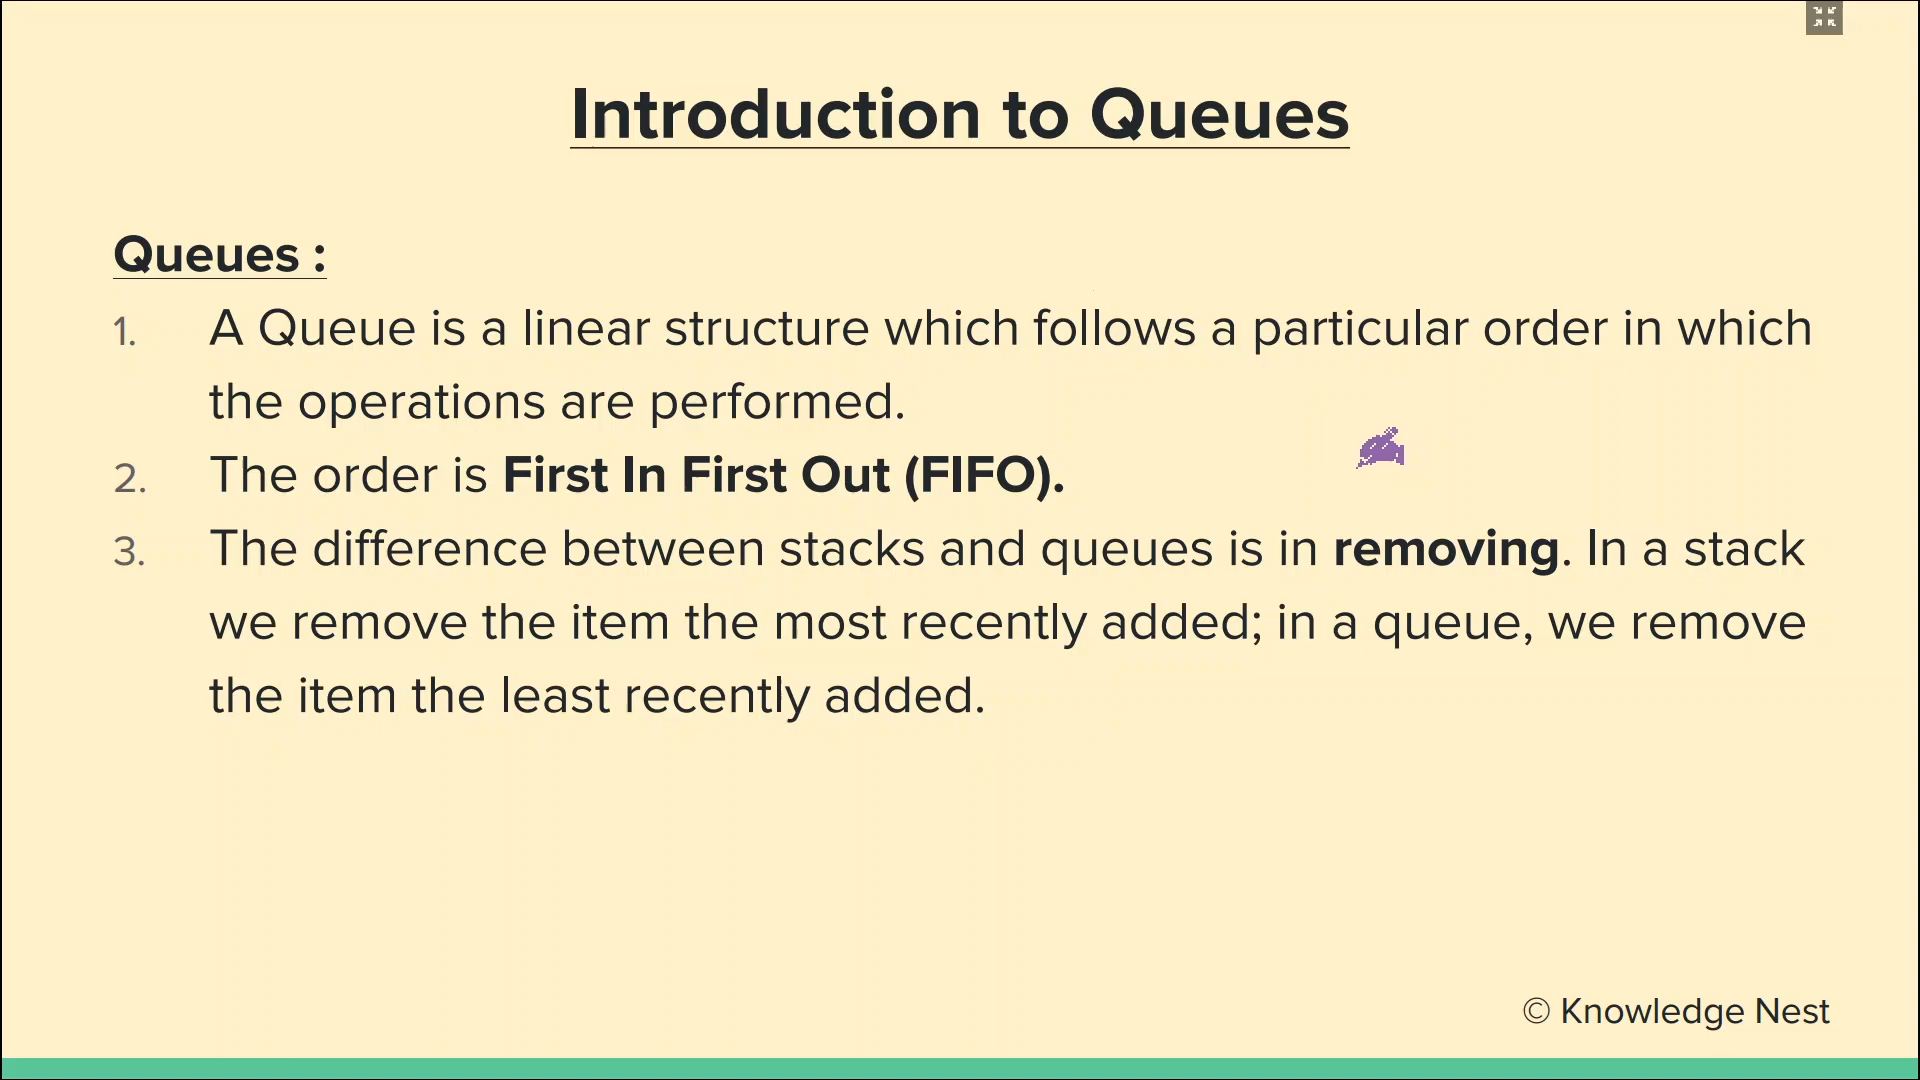 Introduction to Queues
Queues :
1. A Queue is a linear structure which follows a particular order in which
the operations are performed.
2. The order is First In First Out (FIFO).
3. The difference between stacks and queues is in removing. In a stack
we remove the item the most recently added; in a queue, we remove
the item the least recently added.
© Knowledge Nest